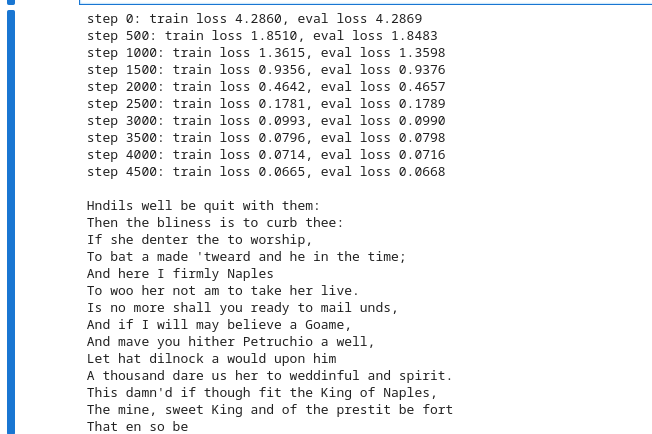 step 0: train loss 4.2860, eval loss 4.2869
step 500: train loss 1.8510, eval loss 1.8483
step 1000: train loss 1.3615, eval loss 1.3598
step 1500: train loss 0.9356, eval loss 0.9376
step 2000: train loss 0.4642, eval loss 0.4657
step 2500: train loss 0.1781, eval loss 0.1789
step 3000: train loss 0.0993, eval loss 0.0990
step 3500: train loss 0.0796, eval loss 0.0798
step 4000: train loss 0.0714, eval loss 0.0716
step 4500: train loss 0.0665, eval loss 0.0668
Hndils well be quit with them:
Then the bliness is to curb thee:
If she denter the to worship,
To bat a made 'tweard and he in the time;
And here I firmly Naples
To woo her not am to take her live.
Is no more shall you ready to mail unds,
And if I will may believe a Goame,
And mave you hither Petruchio a well,
Let hat dilnock a would upon him
A thousand dare us her to weddinful and spirit.
This damn'd if though fit the King of Naples,
The mine, sweet King and of the prestit be fort
That en so be